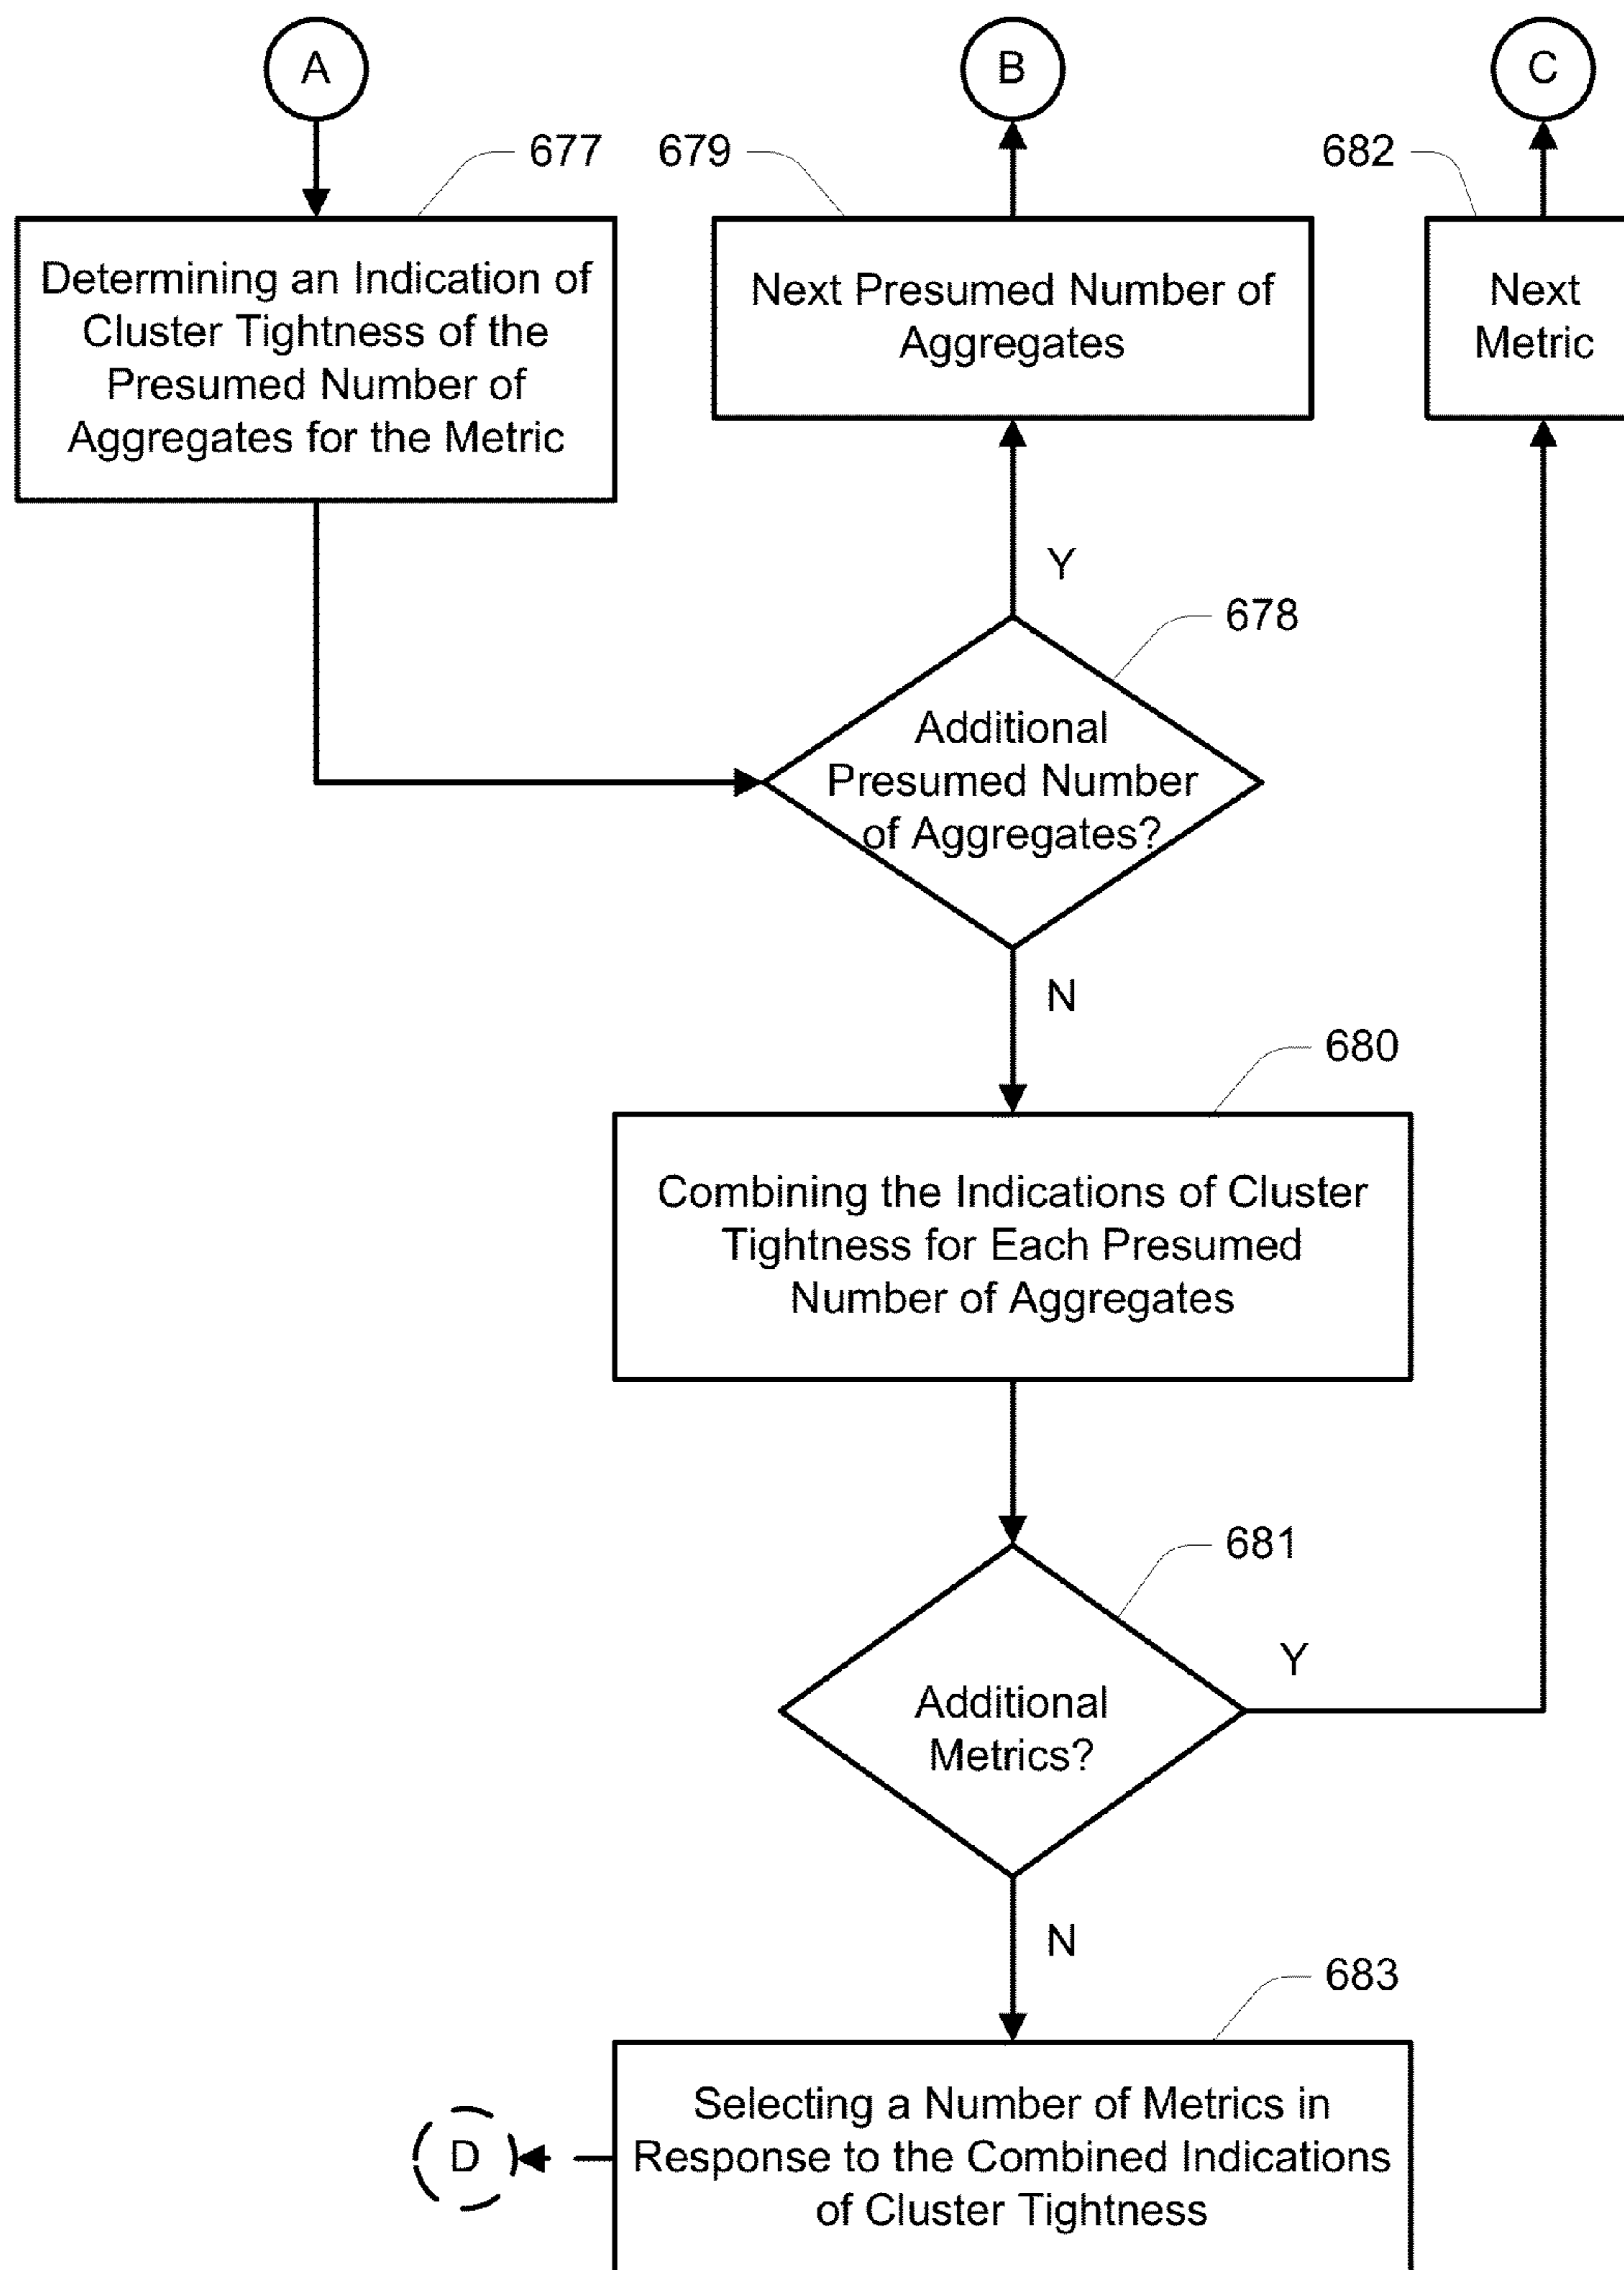 A
B
C
677
679
682
Determining an Indication of
Cluster Tightness of the
Presumed Number of
Aggregates for the Metric
Next Presumed Number of
Aggregates
Next
Metric
Y
678
Additional
Presumed Number
of Aggregates?
N
680
Combining the Indications of Cluster
Tightness for Each Presumed
Number of Aggregates
681
Y
Additional
Metrics?
N
683
Selecting a Number of Metrics in
Response to the Combined Indications
of Cluster Tightness
D